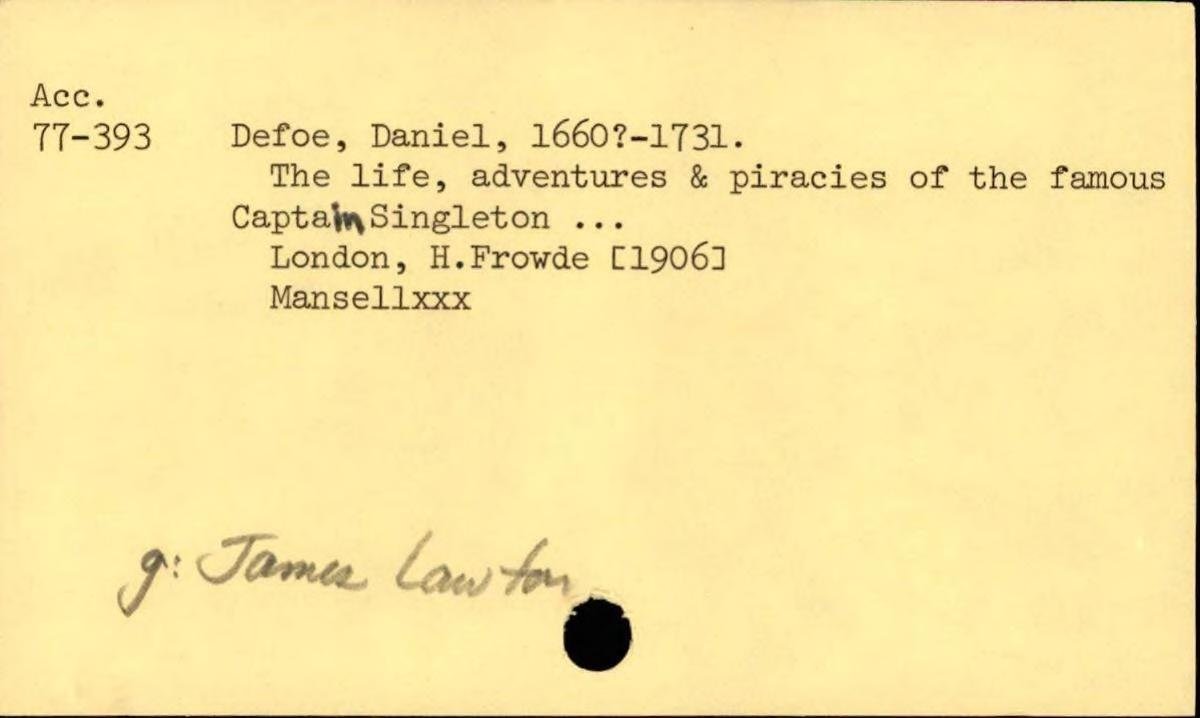 Acc.
77-393 Defoe, Daniel, 1660?-1731.
The life, adventures & piracies of the famous
Captain Singleton ...
London, H.Frowde [1906]
Mansellxxx
g: James Lawton